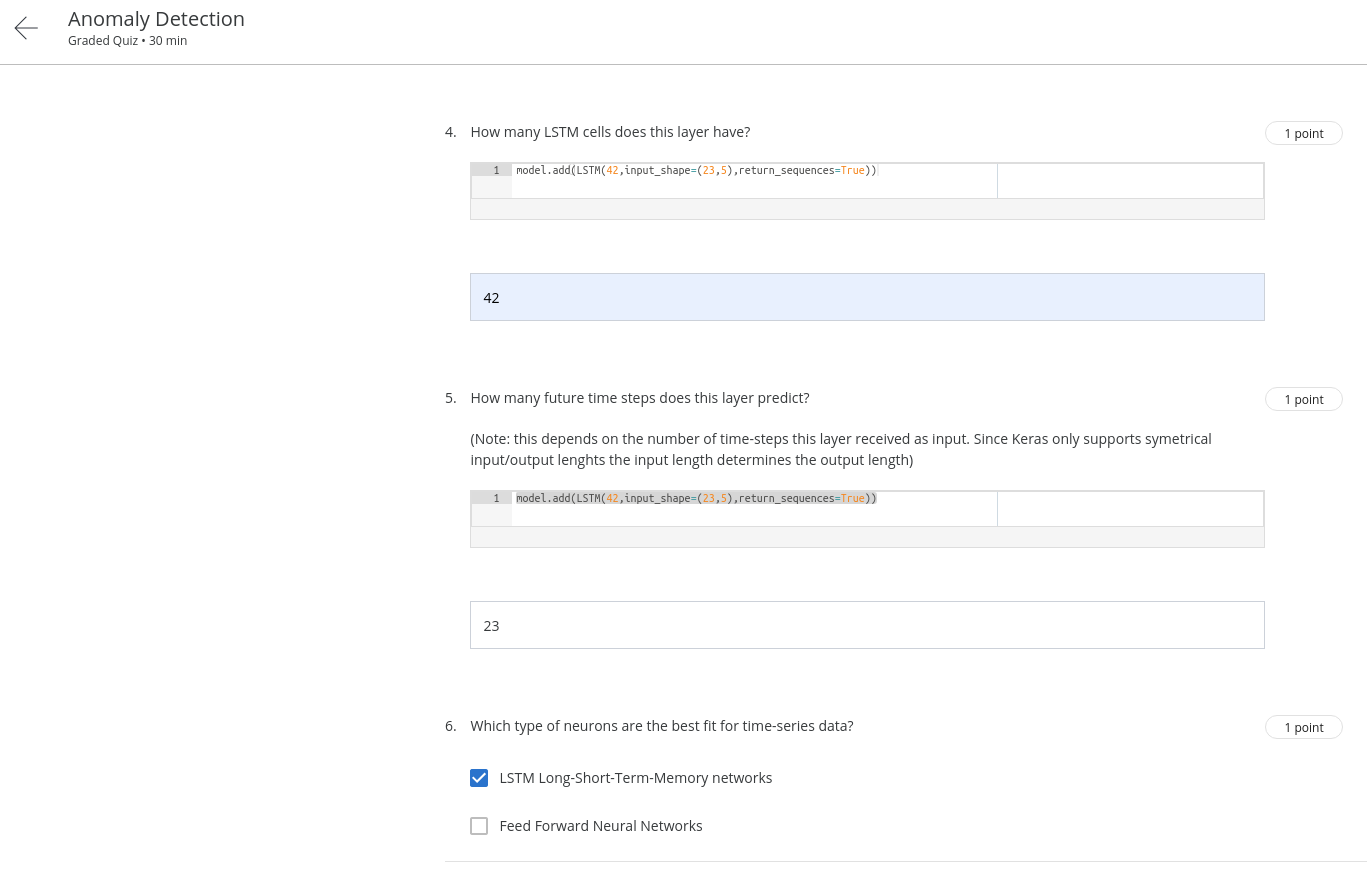 Anomaly Detection
Graded Quiz • 30 min
4. How many LSTM cells does this layer have?
1 point
1 model.add(LSTM(42,input_shape=(23,5),return_sequences=True))
42
5. How many future time steps does this layer predict?
1 point
(Note: this depends on the number of time-steps this layer received as input. Since Keras only supports symetrical
input/output lenghts the input length determines the output length)
1 model.add(LSTM(42,input_shape=(23,5),return_sequences=True))
23
6. Which type of neurons are the best fit for time-series data?
1 point
LSTM Long-Short-Term-Memory networks
Feed Forward Neural Networks